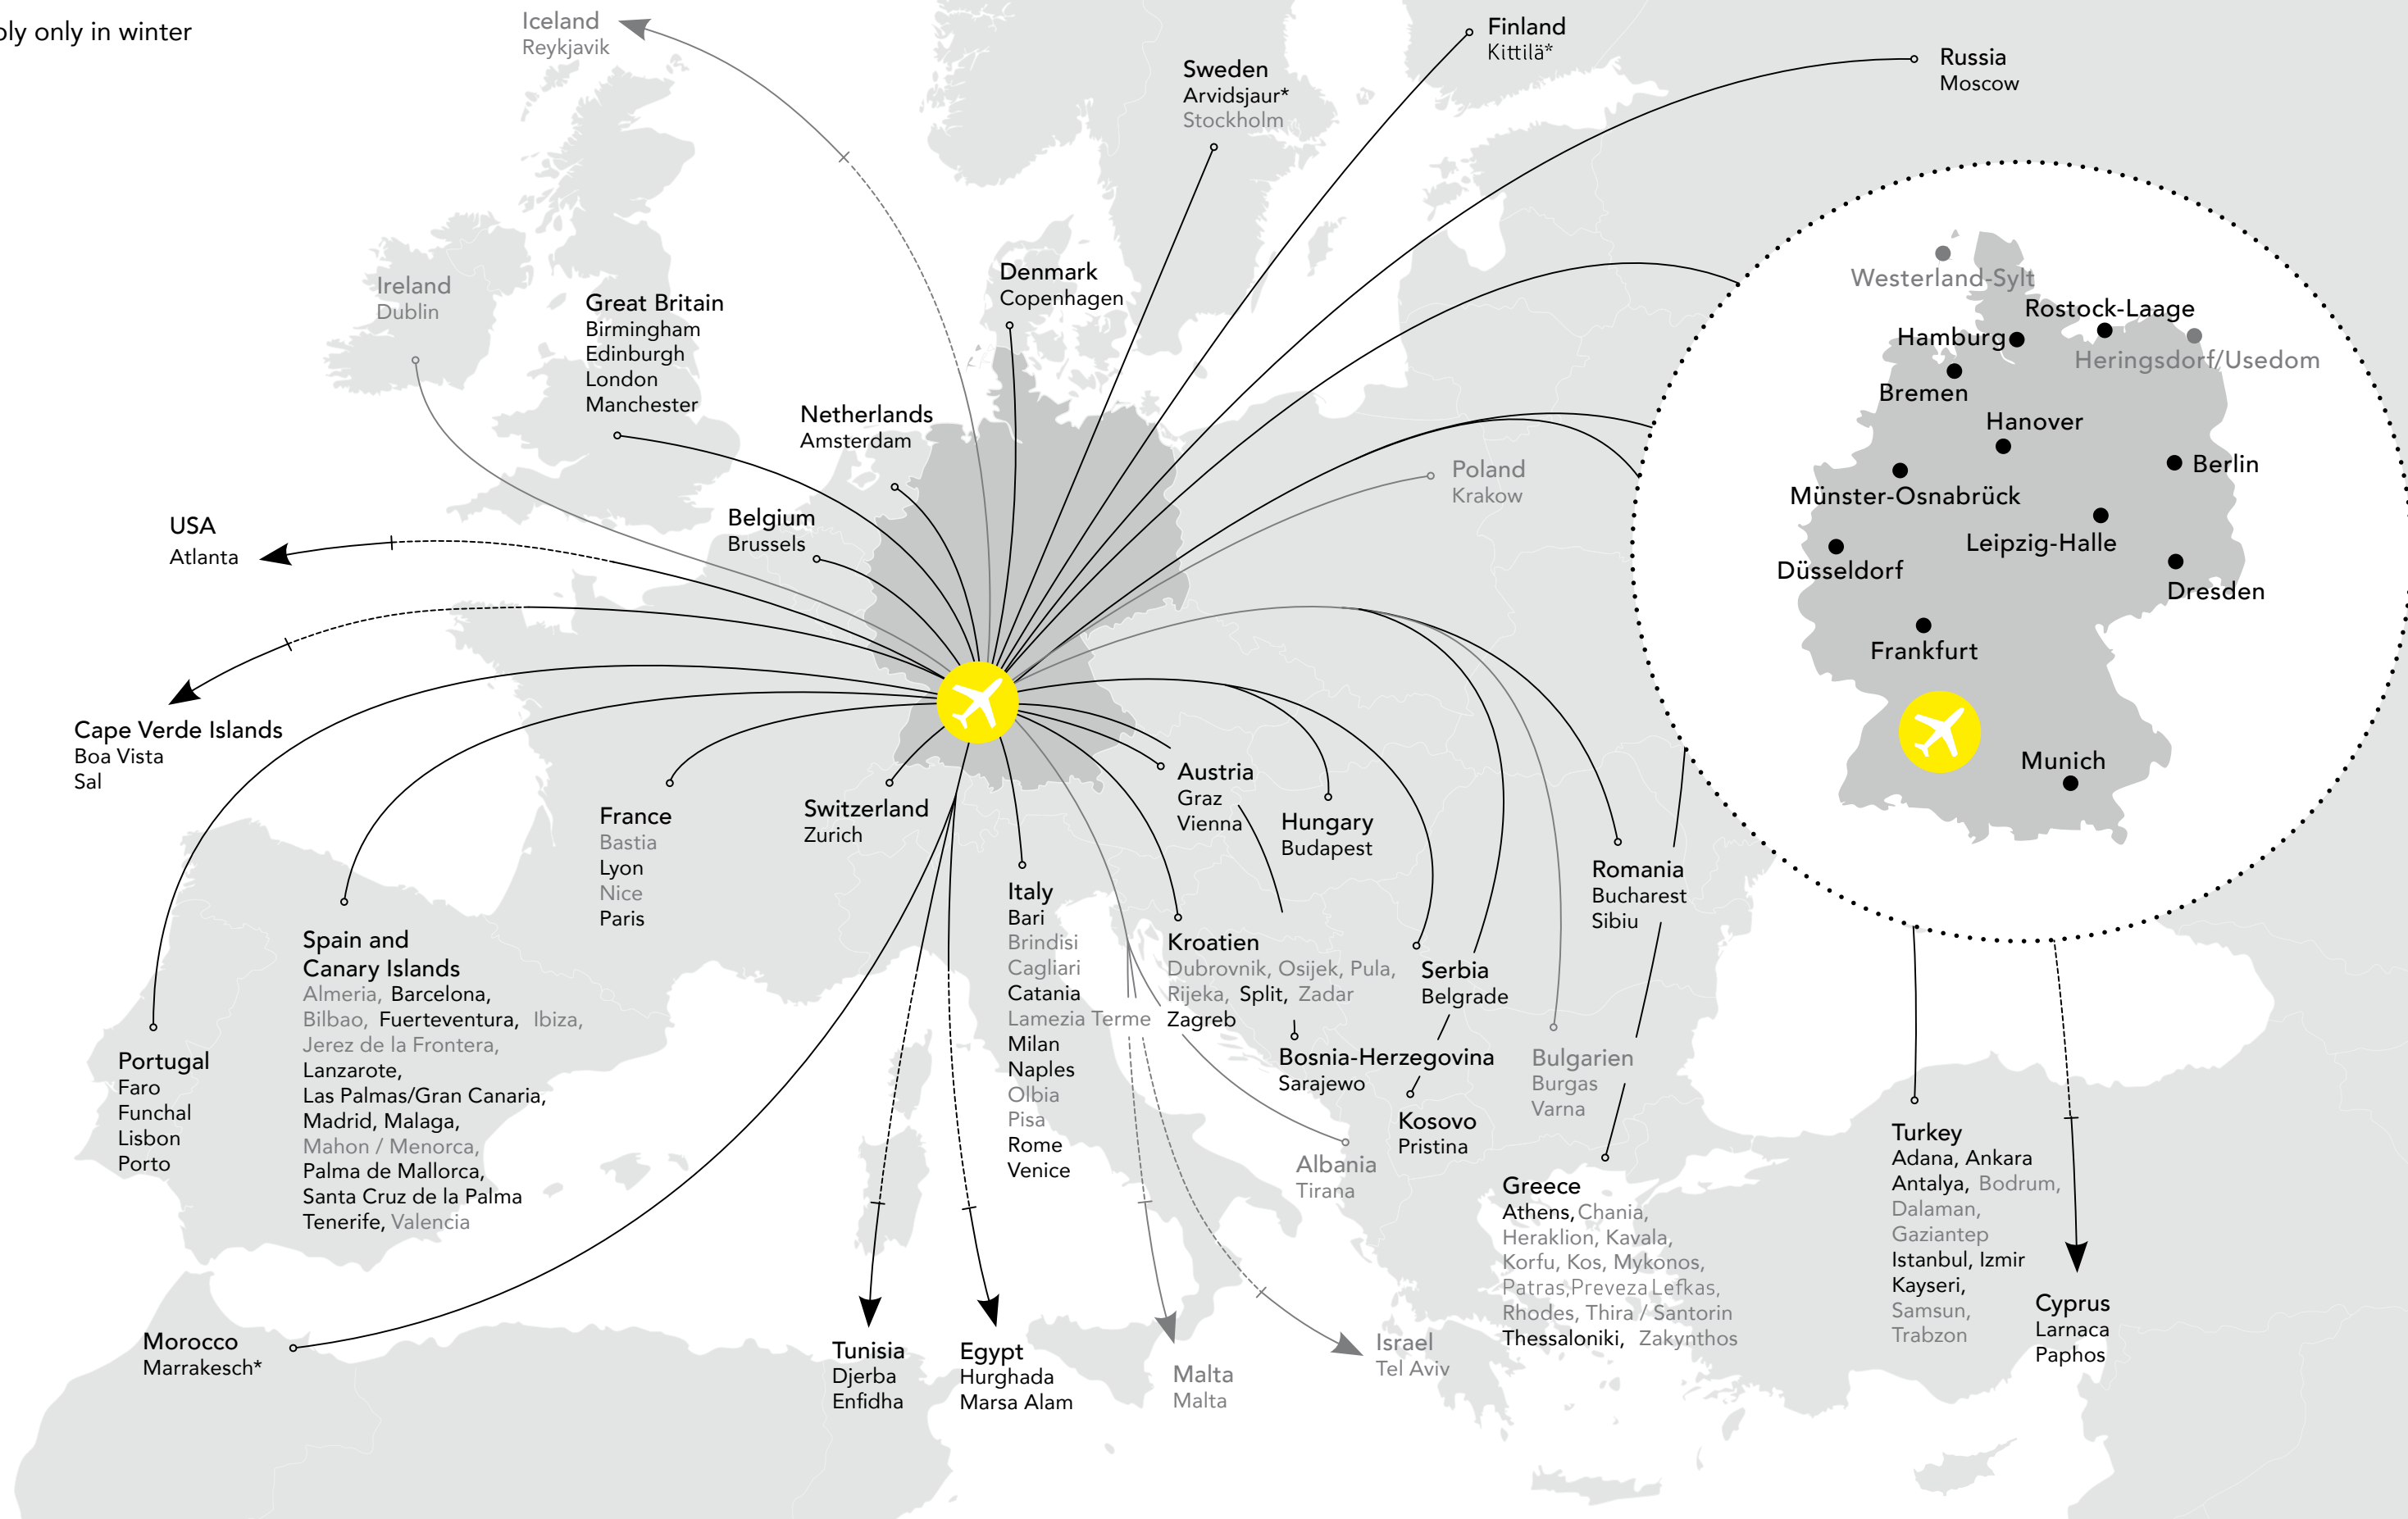 only in winter
Iceland
Reykjavik
Finland
Kittilä*
Russia
Moscow
Sweden
Arvidsjaur*
Stockholm
Denmark
Copenhagen
Ireland
Dublin
Great Britain
Birmingham
Edinburgh
London
Manchester
Netherlands
Amsterdam
Belgium
Brussels
Poland
Krakow
USA
Atlanta
Cape Verde Islands
Boa Vista
Sal
Westerland-Sylt
Rostock-Laage
Hamburg
Heringsdorf/Usedom
Bremen
Hanover
Berlin
Münster-Osnabrück
Leipzig-Halle
Düsseldorf
Dresden
Frankfurt
Munich
France
Bastia
Lyon
Nice
Paris
Switzerland
Zurich
Austria
Graz
Vienna
Hungary
Budapest
Romania
Bucharest
Sibiu
Portugal
Faro
Funchal
Lisbon
Porto
Spain and
Canary Islands
Almeria, Barcelona,
Bilbao, Fuerteventura, Ibiza,
Jerez de la Frontera,
Lanzarote,
Las Palmas/Gran Canaria,
Madrid, Malaga,
Mahon / Menorca,
Palma de Mallorca,
Santa Cruz de la Palma
Tenerife, Valencia
Italy
Bari
Brindisi
Cagliari
Catania
Lamezia Terme
Milan
Naples
Olbia
Pisa
Rome
Venice
Kroatien
Dubrovnik, Osijek, Pula,
Rijeka, Split, Zadar
Zagreb
Serbia
Belgrade
Bosnia-Herzegovina
Sarajewo
Kosovo
Pristina
Bulgarien
Burgas
Varna
Albania
Tirana
Greece
Athens, Chania,
Heraklion, Kavala,
Korfu, Kos, Mykonos,
Patras,Preveza Lefkas,
Rhodes, Thira / Santorin
Thessaloniki, Zakynthos
Turkey
Adana, Ankara
Antalya, Bodrum,
Dalaman,
Gaziantep
Istanbul, Izmir
Kayseri,
Samsun,
Trabzon
Cyprus
Larnaca
Paphos
Morocco
Marrakesch*
Tunisia
Djerba
Enfidha
Egypt
Hurghada
Marsa Alam
Malta
Malta
Israel
Tel Aviv